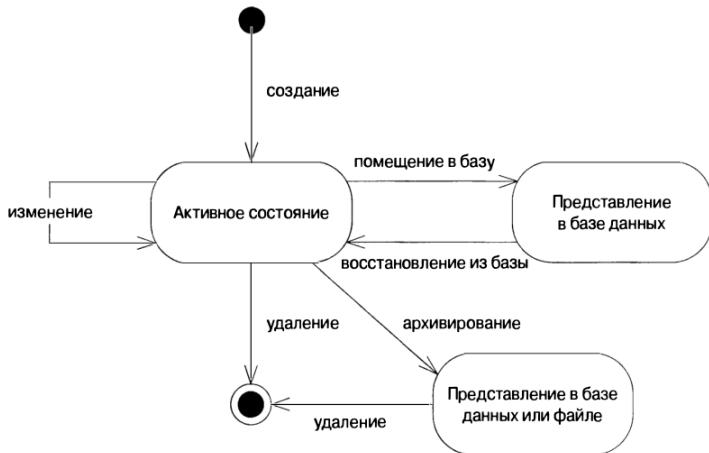 создание
помещение в базу
изменение
Активное состояние
Представление
в базе данных
восстановление из базы
удаление
архивирование
Представление в базе
данных или файле
удаление